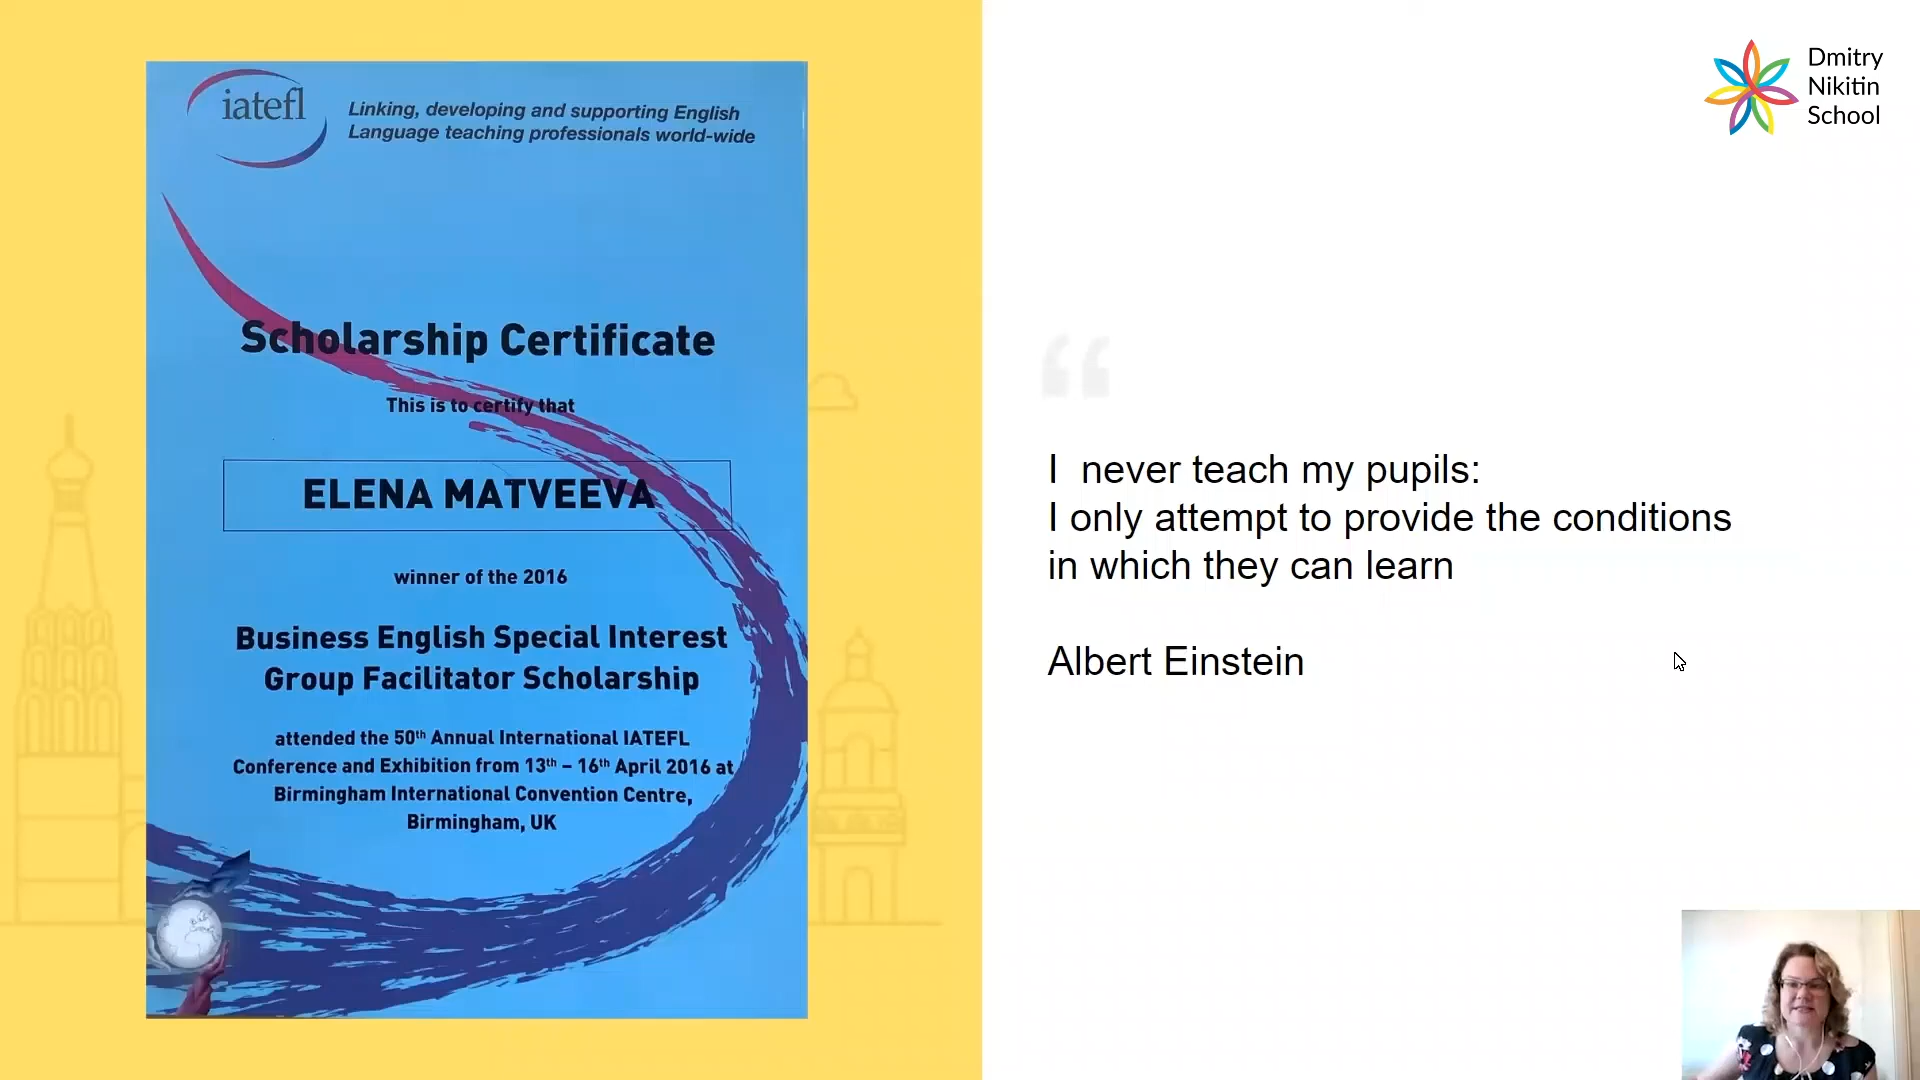 iatefl
Linking, developing and supporting English
Language teaching professionals world-wide
Scholarship Certificate
This is to certify that
ELENA MATVEEVA
winner of the 2016
Business English Special Interest
Group Facilitator Scholarship
attended the 50th Annual International IATEFL
Conference and Exhibition from 13th – 16th April 2016 at
Birmingham International Convention Centre,
Birmingham, UK
Dmitry
Nikitin
School
“
I  never teach my pupils:
I only attempt to provide the conditions
in which they can learn
Albert Einstein